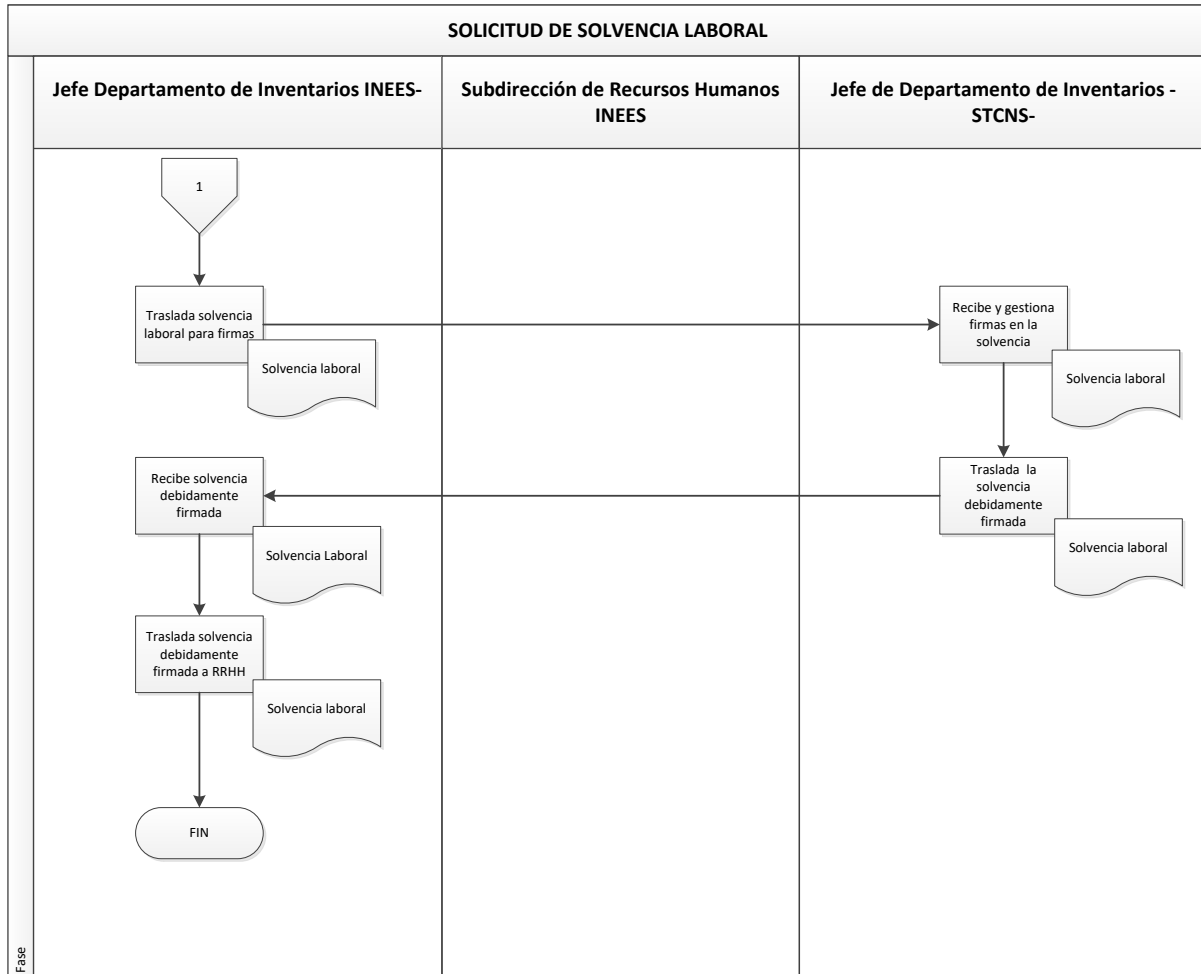 SOLICITUD DE SOLVENCIA LABORAL
Jefe Departamento de Inventarios INEES-
Subdirección de Recursos Humanos
INEES
Jefe de Departamento de Inventarios -
STCNS-
1
Traslada solvencia
laboral para firmas
Solvencia laboral
Recibe y gestiona
firmas en la
solvencia
Solvencia laboral
Recibe solvencia
debidamente
firmada
Solvencia Laboral
Traslada la
solvencia
debidamente
firmada
Solvencia laboral
Traslada solvencia
debidamente
firmada a RRHH
Solvencia laboral
FIN
Fase